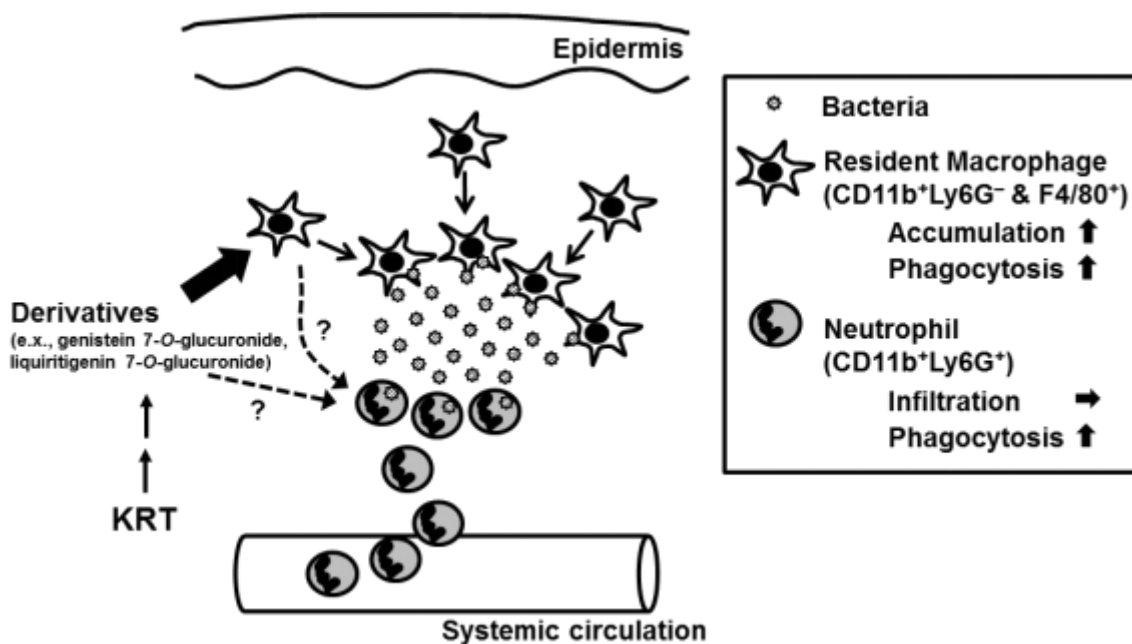 Epidermis
Bacteria
Resident Macrophage
(CD11b⁺Ly6G⁻ & F4/80⁺)
Accumulation ⬆
Phagocytosis ⬆
Neutrophil
(CD11b⁺Ly6G⁺)
Infiltration ➡
Phagocytosis ⬆
Derivatives
(e.x., genistein 7-O-glucuronide,
liquiritigenin 7-O-glucuronide)
?
?
KRT
Systemic circulation